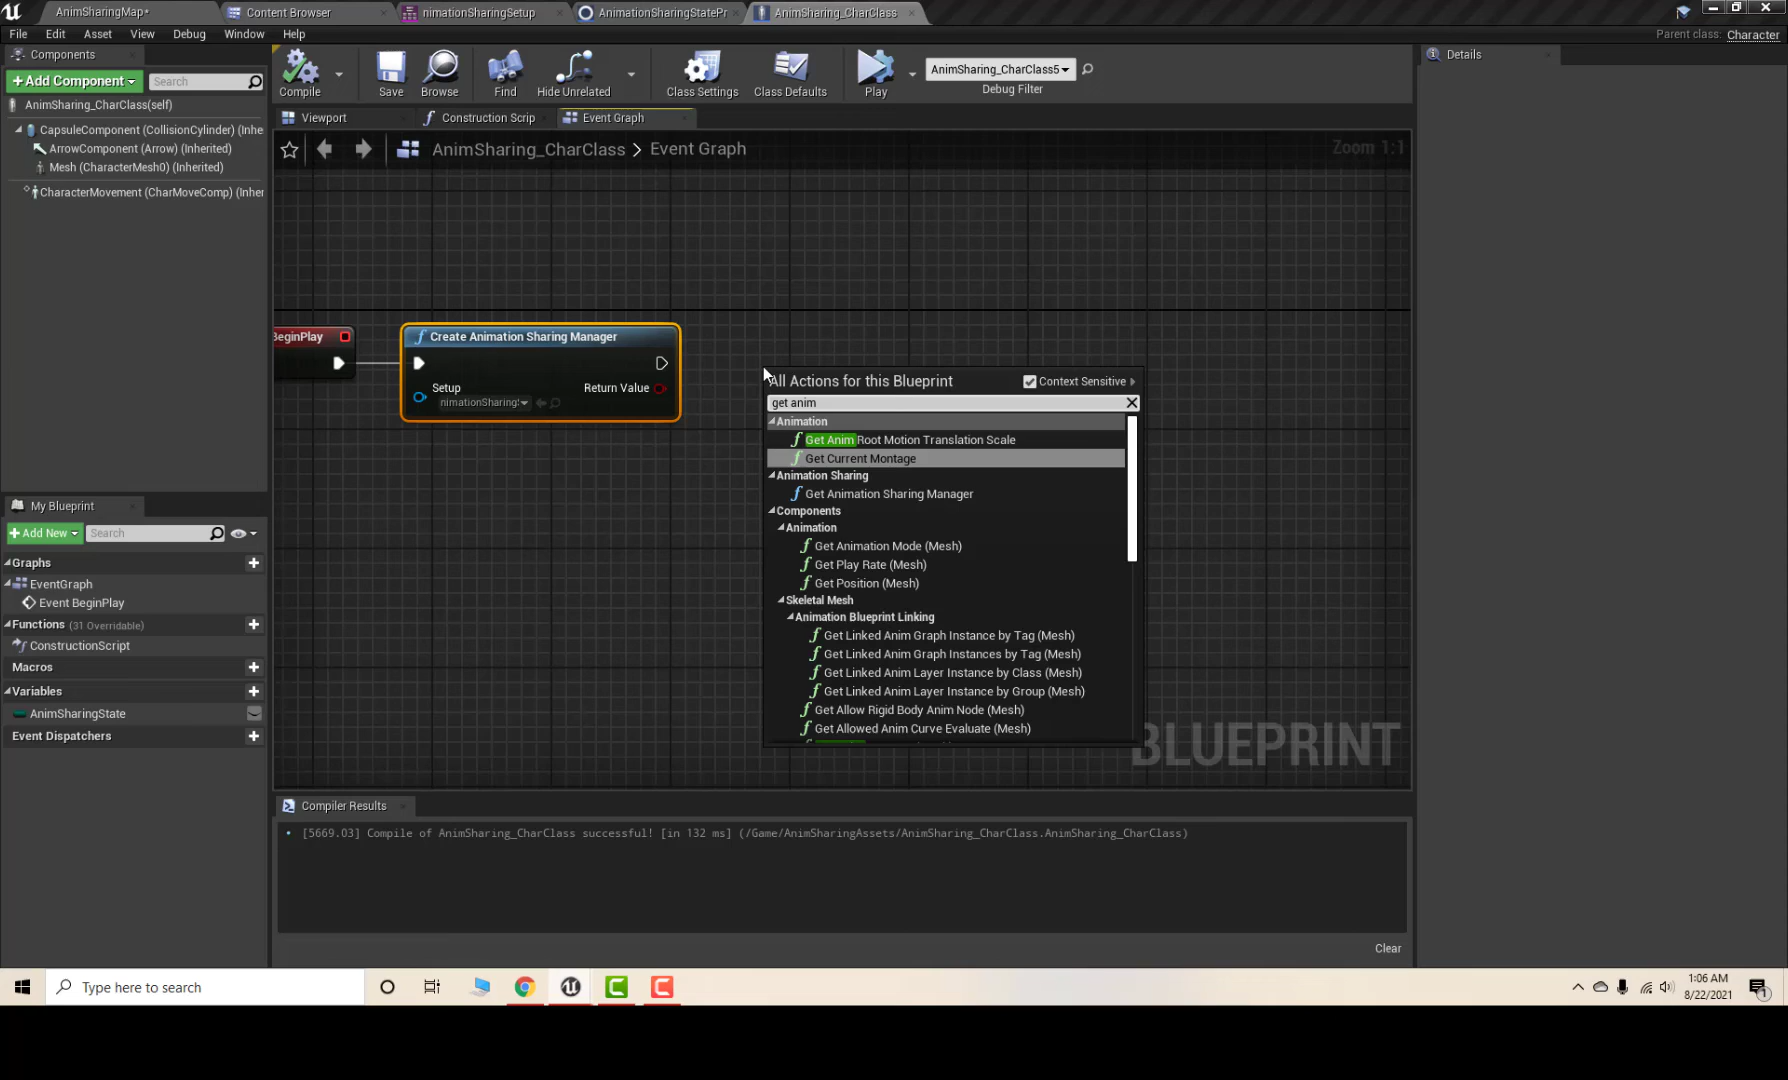 AnimSharingMap*
Content Browser
nimationSharingSetup
AnimationSharingStatePr
AnimSharing_CharClass
File Edit Asset View Debug Window Help
Parent class: Character
Components
+Add Component
Search
AnimSharing_CharClass(self)
CapsuleComponent (CollisionCylinder) (Inhe
ArrowComponent (Arrow) (Inherited)
Mesh (CharacterMesh0) (Inherited)
CharacterMovement (CharMoveComp) (Inher
Compile
Save
Browse
Find
Hide Unrelated
Class Settings
Class Defaults
Play
AnimSharing_CharClass5
Debug Filter
Details
Viewport
Construction Scrip
Event Graph
AnimSharing_CharClass > Event Graph
Zoom 1:1
BeginPlay
Create Animation Sharing Manager
Setup
nimationSharing
Return Value
All Actions for this Blueprint
Context Sensitive
get anim
Animation
Get Anim Root Motion Translation Scale
Get Current Montage
Animation Sharing
Get Animation Sharing Manager
Components
Animation
Get Animation Mode (Mesh)
Get Play Rate (Mesh)
Get Position (Mesh)
Skeletal Mesh
Animation Blueprint Linking
Get Linked Anim Graph Instance by Tag (Mesh)
Get Linked Anim Graph Instances by Tag (Mesh)
Get Linked Anim Layer Instance by Class (Mesh)
Get Linked Anim Layer Instance by Group (Mesh)
Get Allow Rigid Body Anim Node (Mesh)
Get Allowed Anim Curve Evaluate (Mesh)
BLUEPRINT
My Blueprint
+Add New
Search
Graphs
EventGraph
Event BeginPlay
Functions (31 Overridable)
ConstructionScript
Macros
Variables
AnimSharingState
Event Dispatchers
Compiler Results
• [5669.03] Compile of AnimSharing_CharClass successful! [in 132 ms] (/Game/AnimSharingAssets/AnimSharing_CharClass.AnimSharing_CharClass)
Clear
Type here to search
1:06 AM
8/22/2021
1